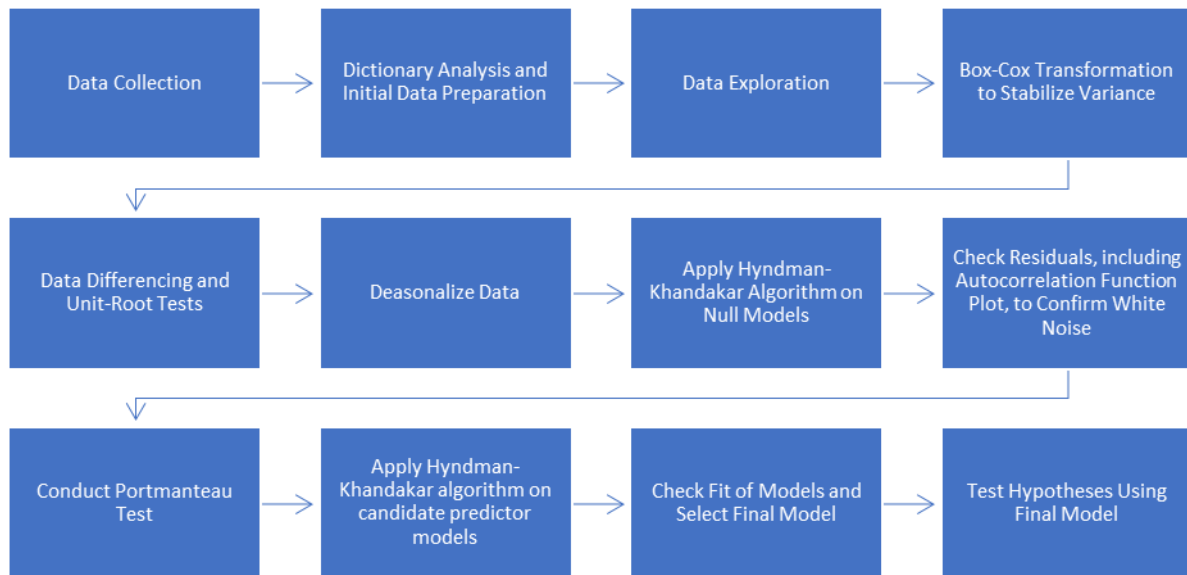 Data Collection
Dictionary Analysis and
Initial Data Preparation
Data Exploration
Box-Cox Transformation
to Stabilize Variance
Data Differencing and
Unit-Root Tests
Deasonalize Data
Apply Hyndman-
Khandakar Algorithm on
Null Models
Check Residuals, including
Autocorrelation Function
Plot, to Confirm White
Noise
Conduct Portmanteau
Test
Apply Hyndman-
Khandakar algorithm on
candidate predictor
models
Check Fit of Models and
Select Final Model
Test Hypotheses Using
Final Model